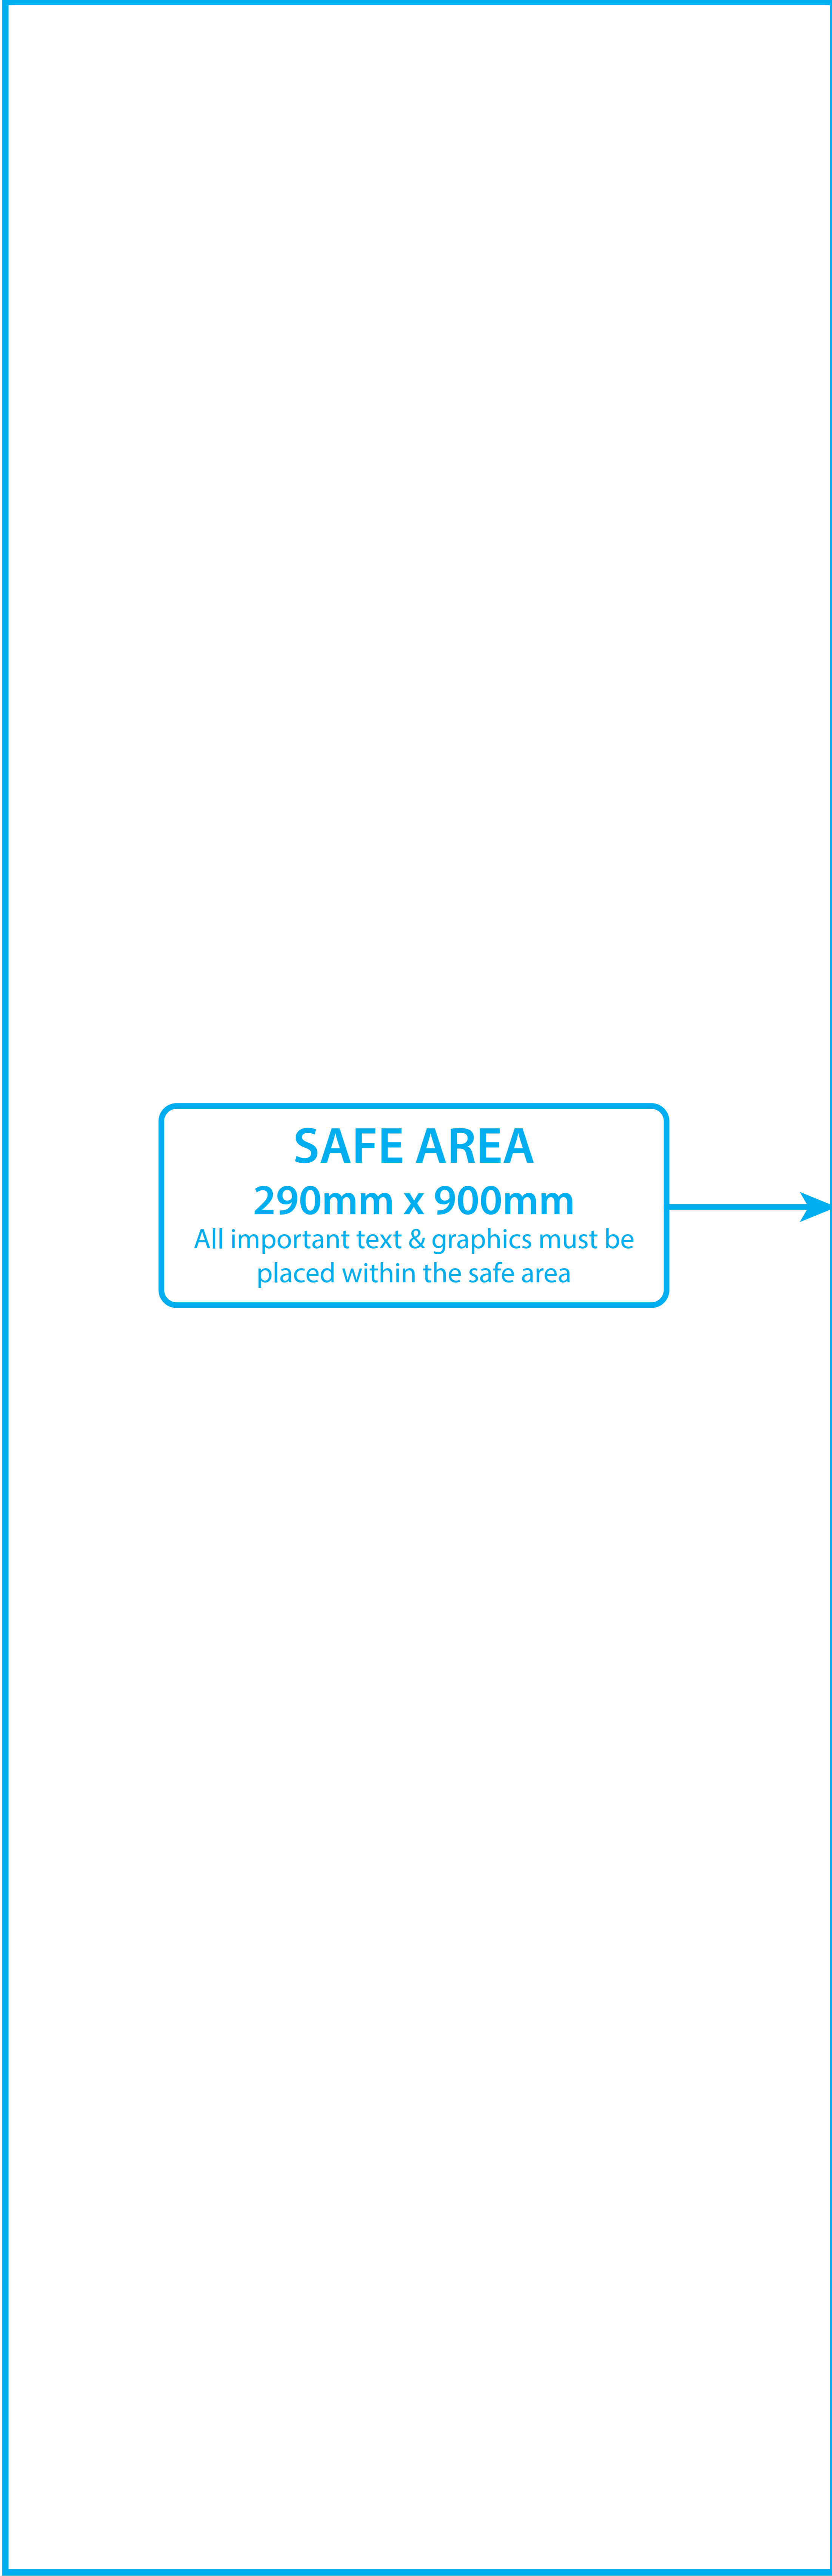 SAFE AREA
290mm x 900mm
All important text & graphics must be
placed within the safe area